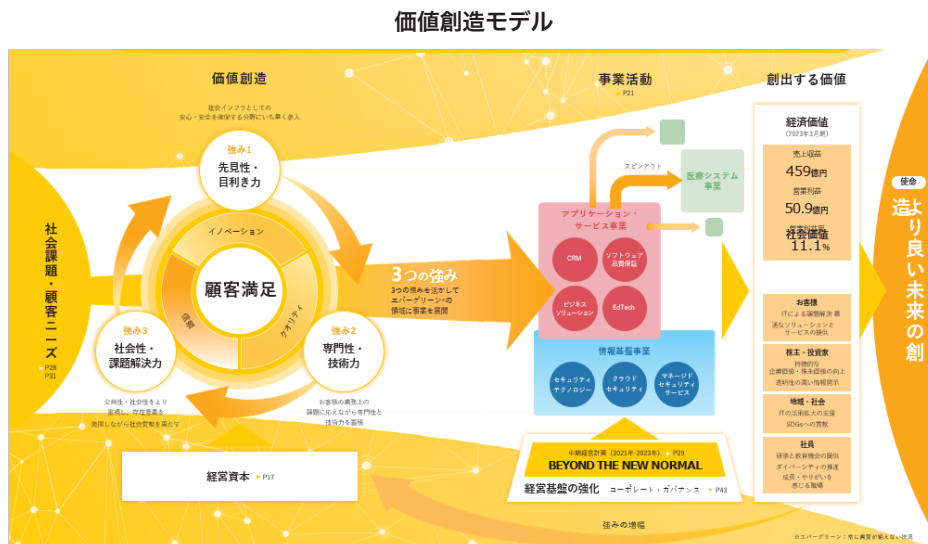 価値創造モデル
価値創造
社会インフラとしての
安心・安全を確保する分野にいち早く参入
強み1
先見性・
目利き力
イノベーション
顧客満足
信頼
クオリティ
強み3
社会性・
課題解決力
強み2
専門性・
技術力
公共性・社会性をより
重視し、存在意義を
発揮しながら社会貢献を果たす
お客様の業務上の
課題に応えながら専門性と
技術力を蓄積
社会課題・顧客ニーズ
P28
P31
経営資本 P17
3つの強み
3つの強みを活かして
エバーグリーン※の
領域に事業を展開
事業活動
P21
スピンアウト
医療システム
事業
アプリケーション・
サービス事業
CRM
ソフトウェア
品質保証
ビジネス
ソリューション
EdTech
情報基盤事業
セキュリティ
テクノロジー
クラウド
セキュリティ
マネージド
セキュリティ
サービス
中期経営計画（2021年-2023年） P29
BEYOND THE NEW NORMAL
経営基盤の強化 コーポレート・ガバナンス P43
強みの増幅
創出する価値
経済価値
（2023年3月期）
売上収益
459億円
営業利益
50.9億円
社会価値
11.1%
お客様
ITによる課題解決 最
適なソリューションと
サービスの提供
株主・投資家
持続的な
企業価値・株主価値の向上
透明性の高い情報開示
地域・社会
ITの活用拡大の支援
SDGsへの貢献
社員
研修と教育機会の提供
ダイバーシティの推進
成長・やりがいを
感じる職場
使命
より良い未来の創
造
※エバーグリーン：常に需要が絶えない状況